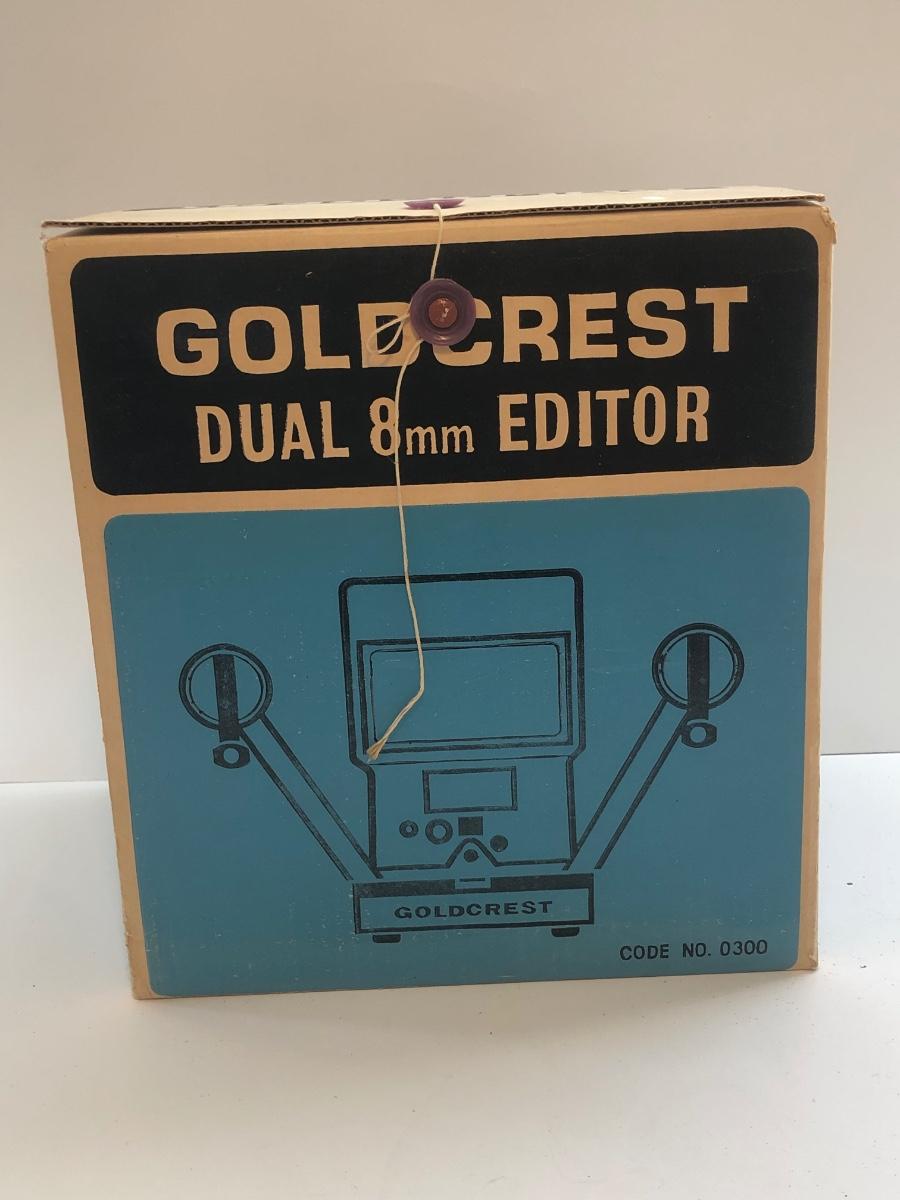 GOLDCREST
DUAL 8mm EDITOR
GOLDCREST
CODE NO. 0300